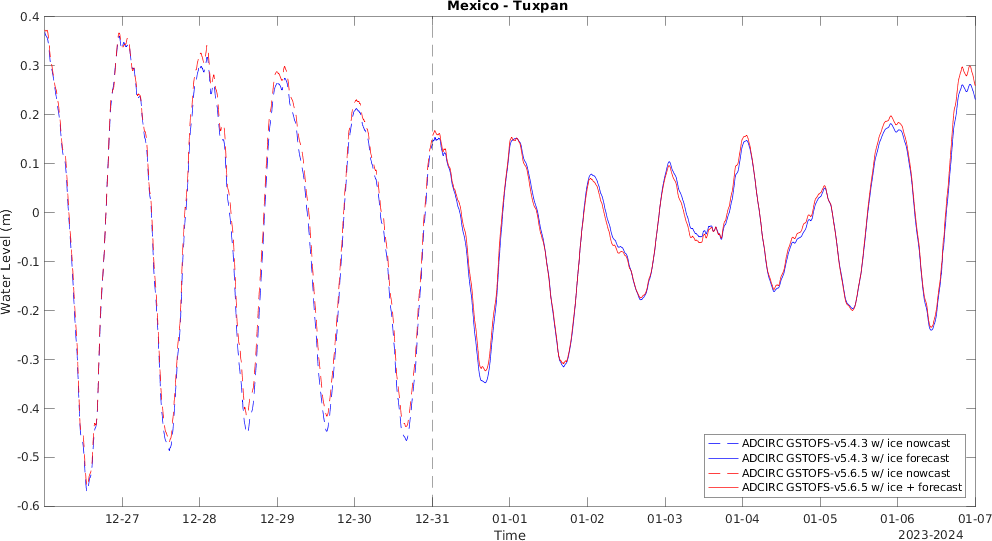 Mexico - Tuxpan
Water Level (m)
0.4
0.3
0.2
0.1
0
-0.1
-0.2
-0.3
-0.4
-0.5
-0.6
ADCIRC GSTOFS-v5.4.3 w/ ice nowcast
ADCIRC GSTOFS-v5.4.3 w/ ice forecast
ADCIRC GSTOFS-v5.6.5 w/ ice nowcast
ADCIRC GSTOFS-v5.6.5 w/ ice + forecast
12-27 12-28 12-29 12-30 12-31 01-01 01-02 01-03 01-04 01-05 01-06 01-07
Time
2023-2024